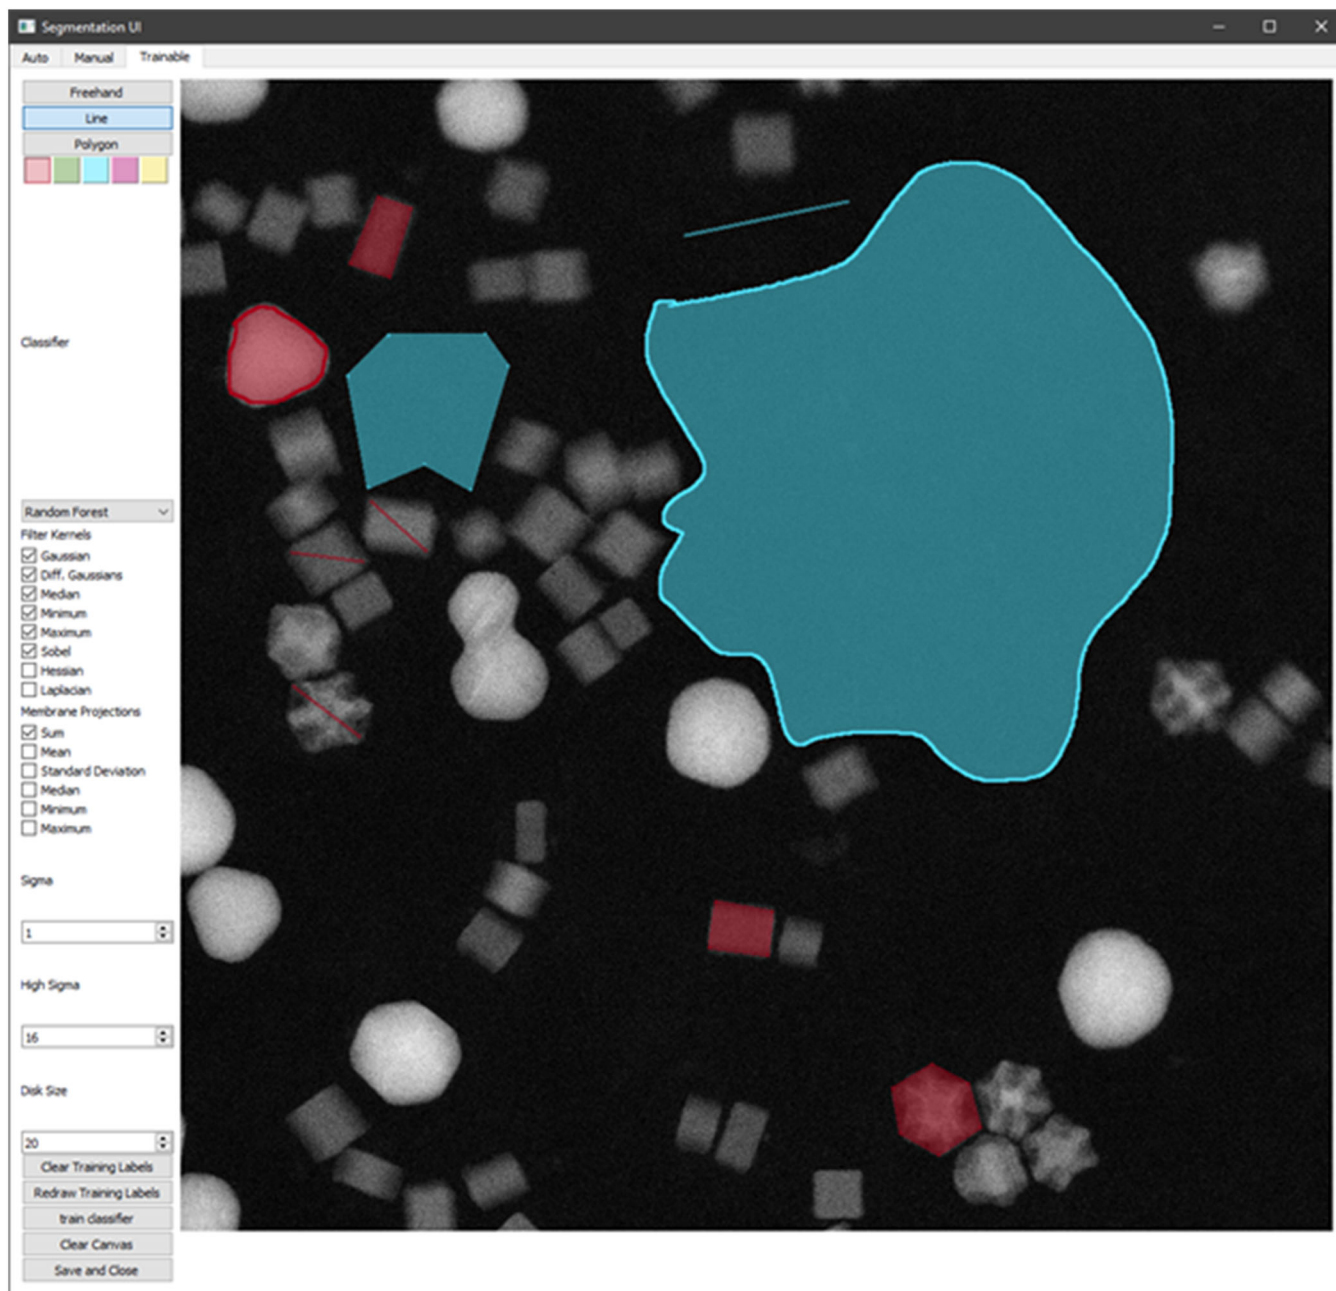 Segmentation UI
Auto Manual Trainable
Freehand
Line
Polygon
Classifier
Random Forest
Filter Kernels
Gaussian
Diff. Gaussians
Median
Minimum
Maximum
Sobel
Hessian
Laplacian
Membrane Projections
Sum
Mean
Standard Deviation
Median
Minimum
Maximum
Sigma
1
High Sigma
16
Disk Size
20
Clear Training Labels
Redraw Training Labels
train classifier
Clear Canvas
Save and Close